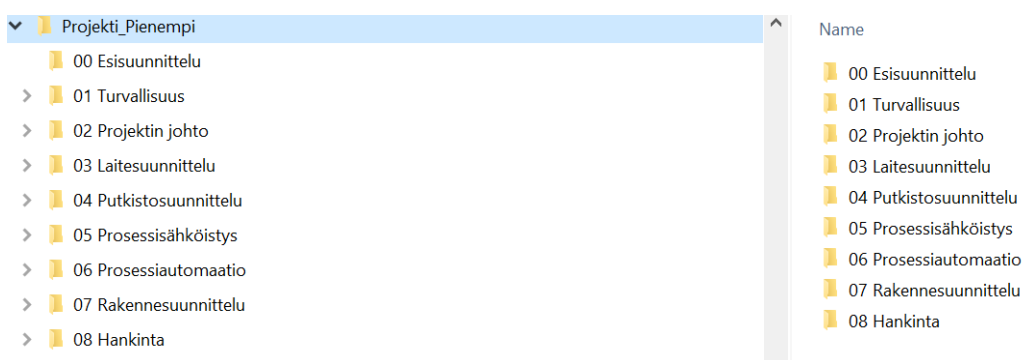 Projekti_Pienempi
00 Esisuunnittelu
01 Turvallisuus
02 Projektin johto
03 Laitesuunnittelu
04 Putkistosuunnittelu
05 Prosessisähköistys
06 Prosessiautomaatio
07 Rakennesuunnittelu
08 Hankinta
Name
00 Esisuunnittelu
01 Turvallisuus
02 Projektin johto
03 Laitesuunnittelu
04 Putkistosuunnittelu
05 Prosessisähköistys
06 Prosessiautomaatio
07 Rakennesuunnittelu
08 Hankinta